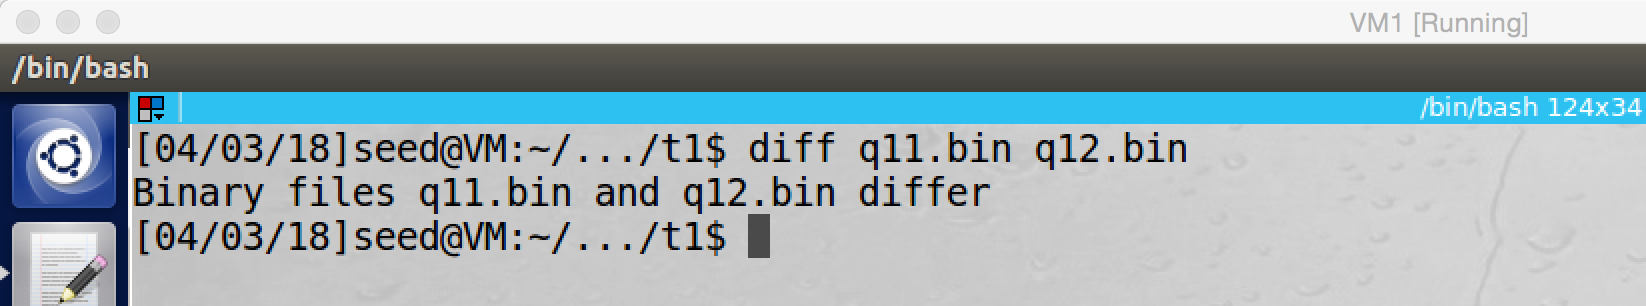 VM1 [Running]
/bin/bash
/bin/bash 124x34
[04/03/18]seed@VM:~/.../t1$ diff q11.bin q12.bin
Binary files q11.bin and q12.bin differ
[04/03/18]seed@VM:~/.../t1$